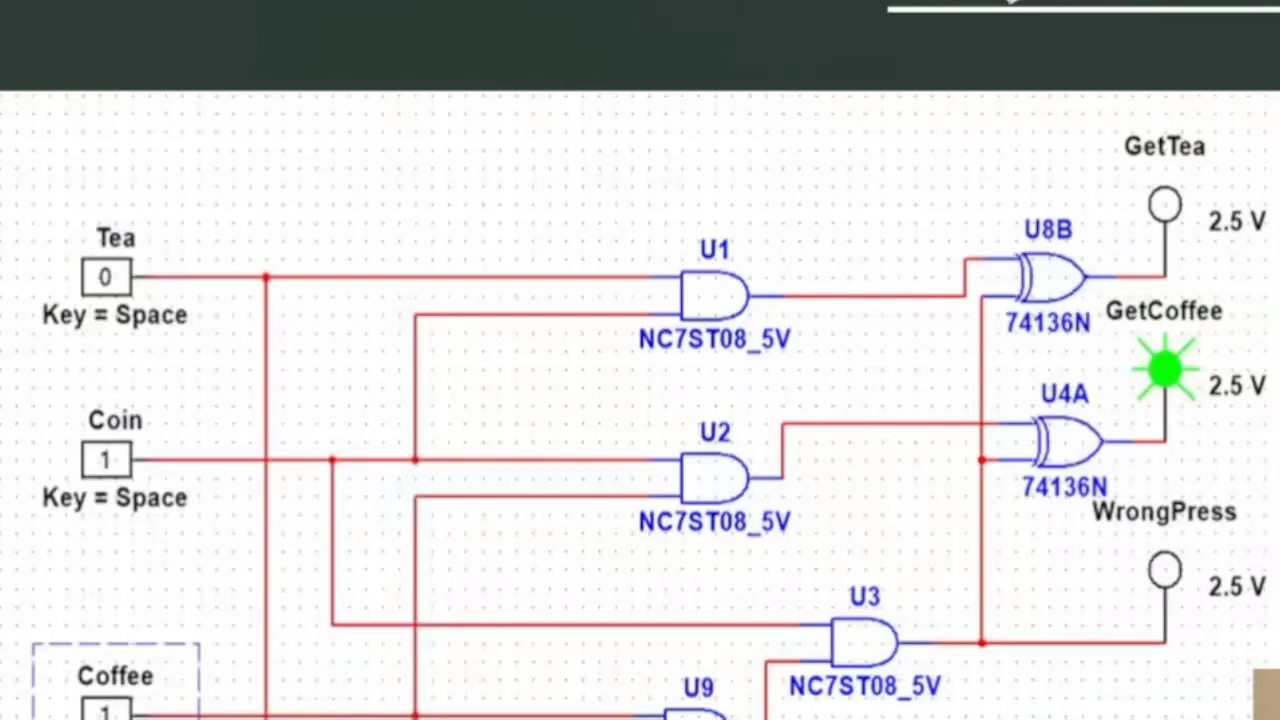 GetTea
2.5 V
U8B
Tea
U1
0
Key = Space
NC7ST08_5V
74136N
GetCoffee
2.5 V
U4A
Coin
U2
1
Key = Space
NC7ST08_5V
74136N
WrongPress
2.5 V
U3
Coffee
U9
NC7ST08_5V
1